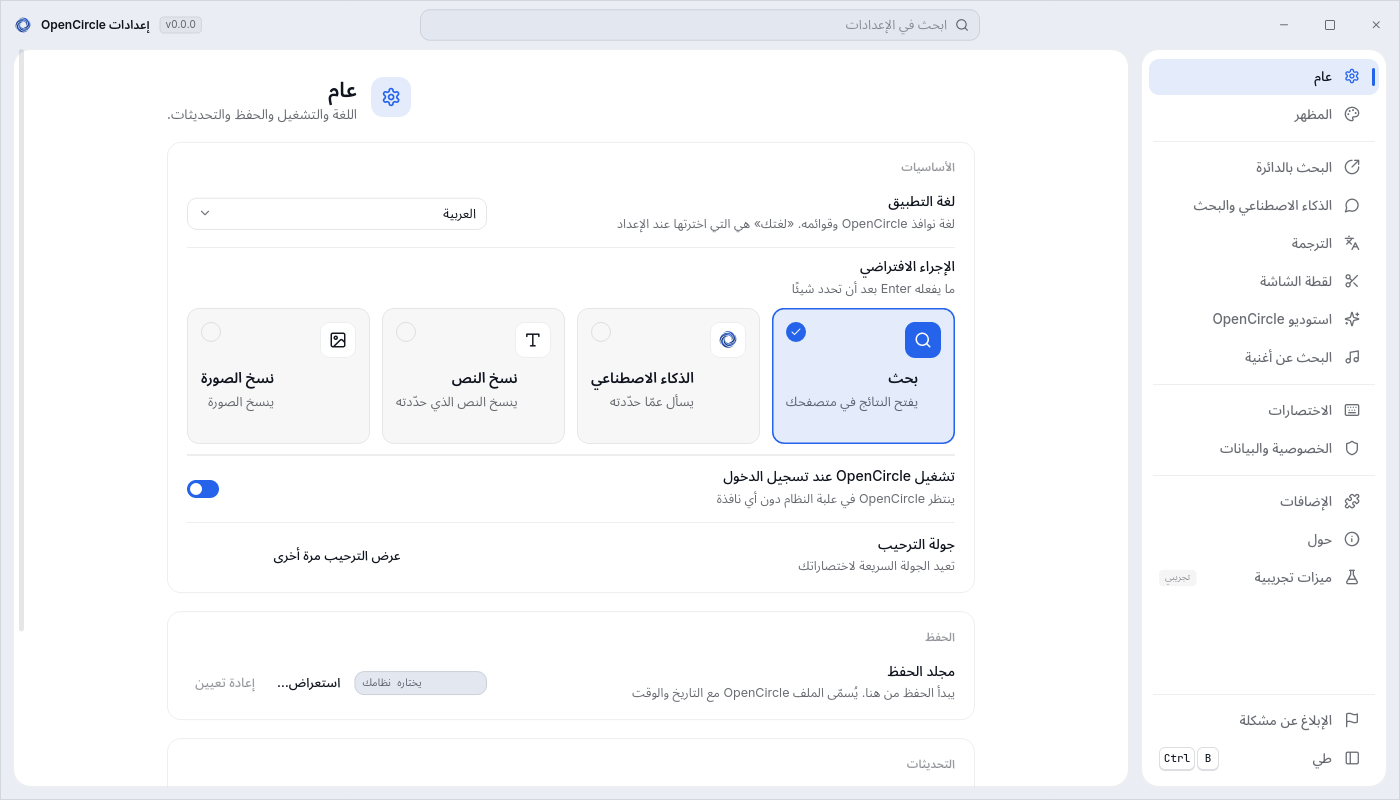 إعدادات OpenCircle
v0.0.0
ابحث في الإعدادات
عام
المظهر
البحث بالدائرة
الذكاء الاصطناعي والبحث
الترجمة
لقطة الشاشة
استوديو OpenCircle
البحث عن أغنية
الاختصارات
الخصوصية والبيانات
الإضافات
حول
ميزات تجريبية
تجريبي
الإبلاغ عن مشكلة
طي
Ctrl B
عام
اللغة والتشغيل والحفظ والتحديثات.
الأساسيات
لغة التطبيق
لغة نوافذ OpenCircle وقوائمه. «لغتك» هي التي اخترتها عند الإعداد
العربية
الإجراء الافتراضي
ما يفعله Enter بعد أن تحدد شيئًا
بحث
يفتح النتائج في متصفحك
الذكاء الاصطناعي
يسأل عمّا حدّدته
نسخ النص
ينسخ النص الذي حدّدته
نسخ الصورة
ينسخ الصورة
تشغيل OpenCircle عند تسجيل الدخول
ينتظر OpenCircle في علبة النظام دون أي نافذة
جولة الترحيب
تعيد الجولة السريعة لاختصاراتك
عرض الترحيب مرة أخرى
الحفظ
مجلد الحفظ
يبدأ الحفظ من هنا. يُسمّى الملف OpenCircle مع التاريخ والوقت
يختاره نظامك
استعراض...
إعادة تعيين
التحديثات